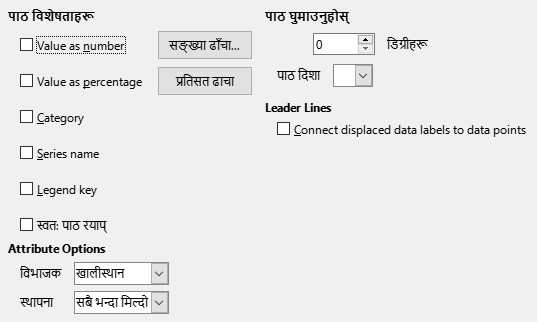 पाठ विशेषताहरू
Value as number
सङ्ख्या ढाँचा...
Value as percentage
प्रतिसत ढाचा
Category
Series name
Legend key
स्वत: पाठ र्‍याप्
Attribute Options
विभाजक
खालीस्थान
स्थापना
सबै भन्दा मिल्दो
पाठ घुमाउनुहोस्
0
डिग्रीहरू
पाठ दिशा
Leader Lines
Connect displaced data labels to data points